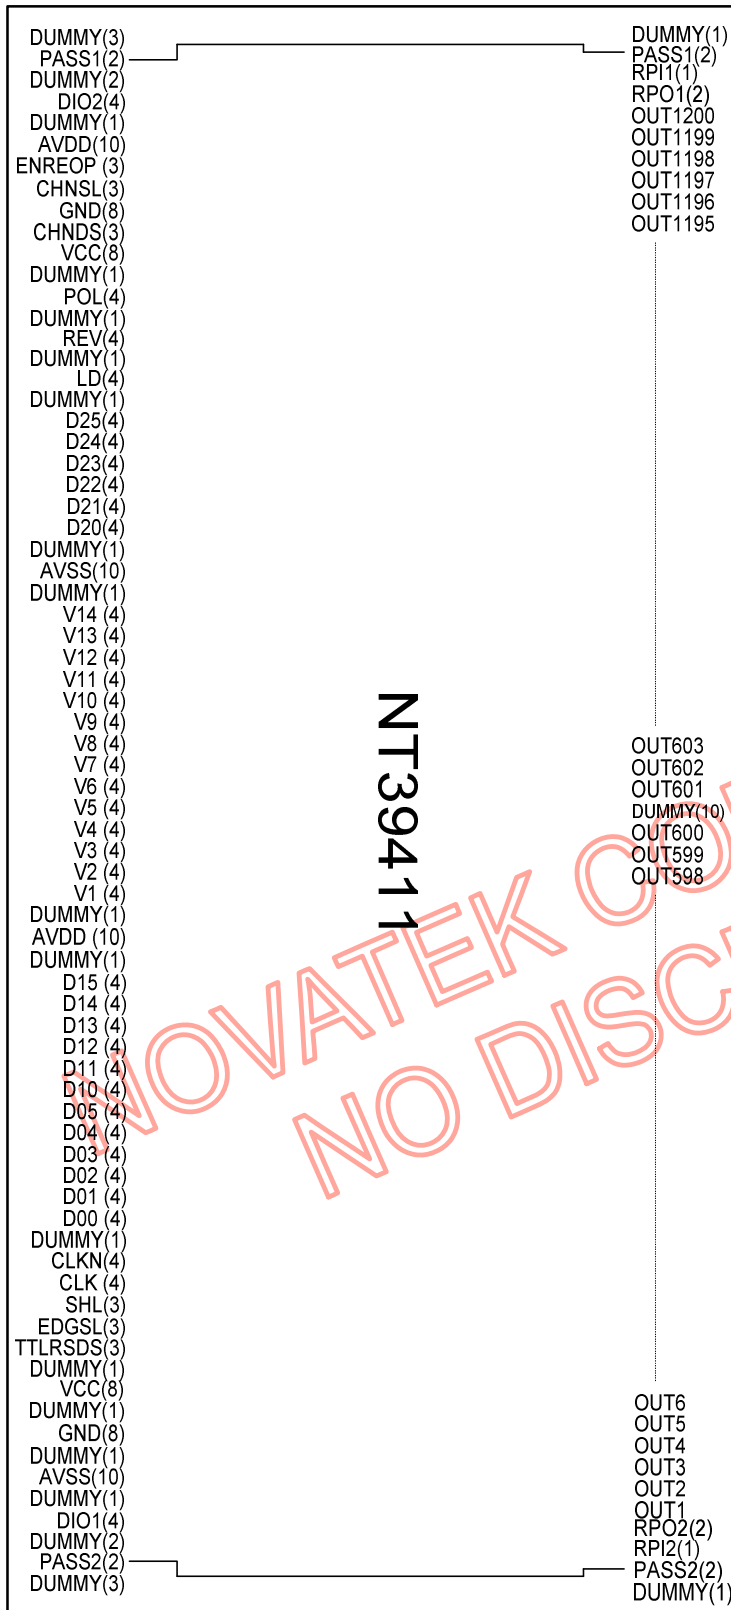 DUMMY(3)
PASS1(2)
DUMMY(2)
DIO2(4)
DUMMY(1)
AVDD(10)
ENREOP (3)
CHNSL(3)
GND(8)
CHNDS(3)
VCC(8)
DUMMY(1)
POL(4)
DUMMY(1)
REV(4)
DUMMY(1)
LD(4)
DUMMY(1)
D25(4)
D24(4)
D23(4)
D22(4)
D21(4)
D20(4)
DUMMY(1)
AVSS(10)
DUMMY(1)
V14 (4)
V13 (4)
V12 (4)
V11 (4)
V10 (4)
V9 (4)
V8 (4)
V7 (4)
V6 (4)
V5 (4)
V4 (4)
V3 (4)
V2 (4)
V1 (4)
DUMMY(1)
AVDD (10)
DUMMY(1)
D15 (4)
D14 (4)
D13 (4)
D12 (4)
D11 (4)
D10 (4)
D05 (4)
D04 (4)
D03 (4)
D02 (4)
D01 (4)
D00 (4)
DUMMY(1)
CLKN(4)
CLK (4)
SHL(3)
EDGSL(3)
TTLRSDS(3)
DUMMY(1)
VCC(8)
DUMMY(1)
GND(8)
DUMMY(1)
AVSS(10)
DUMMY(1)
DIO1(4)
DUMMY(2)
PASS2(2)
DUMMY(3)
NT39411
DUMMY(1)
PASS1(2)
RPI1(1)
RPO1(2)
OUT1200
OUT1199
OUT1198
OUT1197
OUT1196
OUT1195
OUT603
OUT602
OUT601
DUMMY(10)
OUT600
OUT599
OUT598
OUT6
OUT5
OUT4
OUT3
OUT2
OUT1
RPO2(2)
RPI2(1)
PASS2(2)
DUMMY(1)
NOVATEK CO
NO DISC